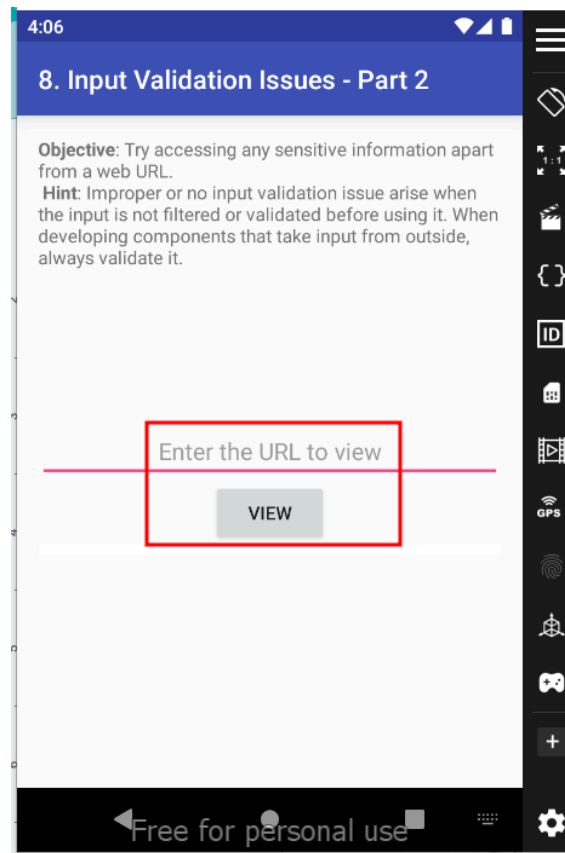 4:06
8. Input Validation Issues - Part 2
Objective: Try accessing any sensitive information apart
from a web URL.
Hint: Improper or no input validation issue arise when
the input is not filtered or validated before using it. When
developing components that take input from outside,
always validate it.
Enter the URL to view
VIEW
1:1
ID
GPS
Free for personal use